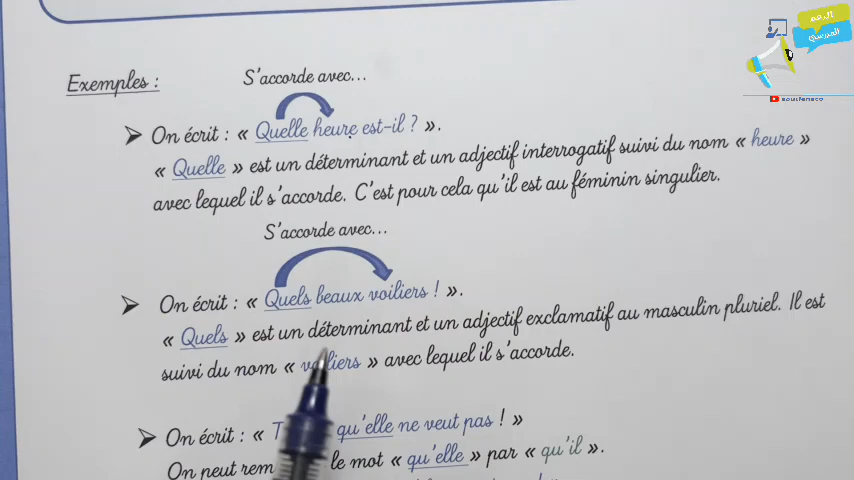 ال دعم
المدرسي
Exemples :
S'accorde avec...
➤ On écrit : « Quelle heure est-il ? ».
« Quelle » est un déterminant et un adjectif interrogatif suivi du nom « heure »
avec lequel il s'accorde. C'est pour cela qu'il est au féminin singulier.
S'accorde avec...
➤ On écrit : « Quels beaux voiliers ! ».
« Quels » est un déterminant et un adjectif exclamatif au masculin pluriel. Il est
suivi du nom « voiliers » avec lequel il s'accorde.
➤ On écrit : « qu'elle ne veut pas ! »
On peut le mot « qu'elle » par « qu'il ».